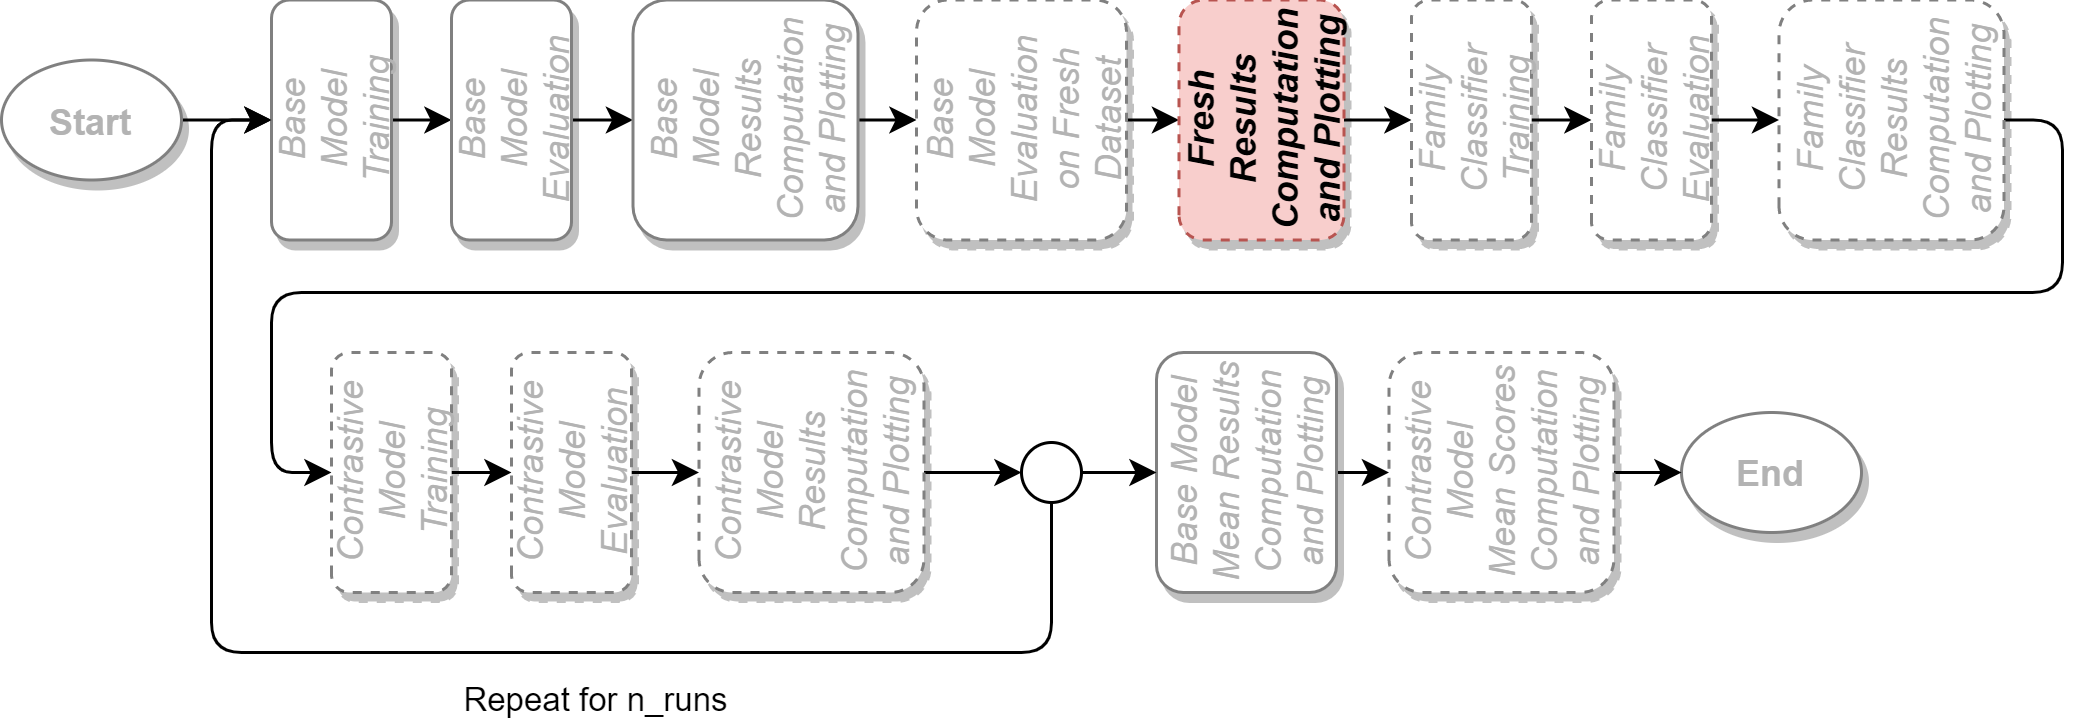 Start
Base
Model
Training
Base
Model
Evaluation
Base
Model
Results
Computation
and Plotting
Base
Model
Evaluation
on Fresh
Dataset
Fresh
Results
Computation
and Plotting
Family
Classifier
Training
Family
Classifier
Evaluation
Family
Classifier
Results
Computation
and Plotting
Contrastive
Model
Training
Contrastive
Model
Evaluation
Contrastive
Model
Results
Computation
and Plotting
Base Model
Mean Results
Computation
and Plotting
Contrastive
Model
Mean Scores
Computation
and Plotting
End
Repeat for n_runs